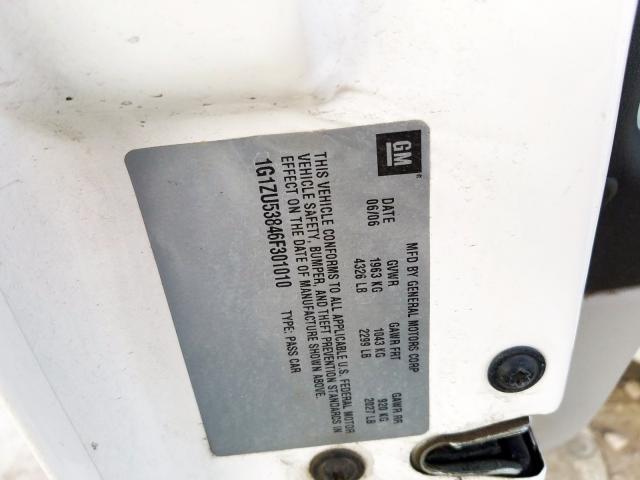 GM
MFD BY GENERAL MOTORS CORP
DATE GVWR GAWR FRT GAWR RR
06/06 1963 KG 1043 KG 920 KG
4326 LB 2299 LB 2027 LB
THIS VEHICLE CONFORMS TO ALL APPLICABLE U.S. FEDERAL MOTOR
VEHICLE SAFETY, BUMPER, AND THEFT PREVENTION STANDARDS IN
EFFECT ON THE DATE OF MANUFACTURE SHOWN ABOVE.
1G1ZU53846F301010 TYPE: PASS CAR